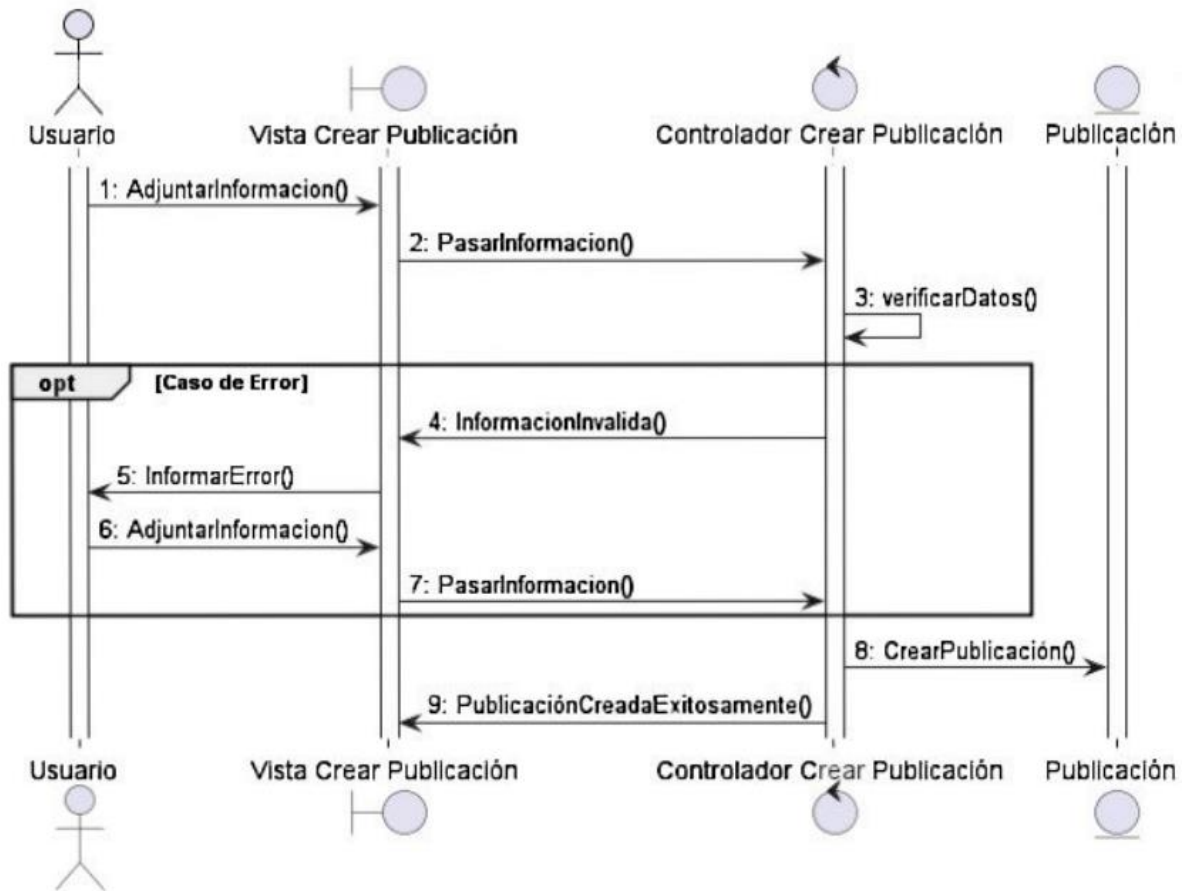 Usuario
Vista Crear Publicación
Controlador Crear Publicación
Publicación
1: AdjuntarInformacion()
2: PasarInformacion()
3: verificarDatos()
opt
[Caso de Error]
4: InformacionInvalida()
5: InformarError()
6: AdjuntarInformacion()
7: PasarInformacion()
8: CrearPublicación()
9: PublicaciónCreadaExitosamente()
Usuario
Vista Crear Publicación
Controlador Crear Publicación
Publicación